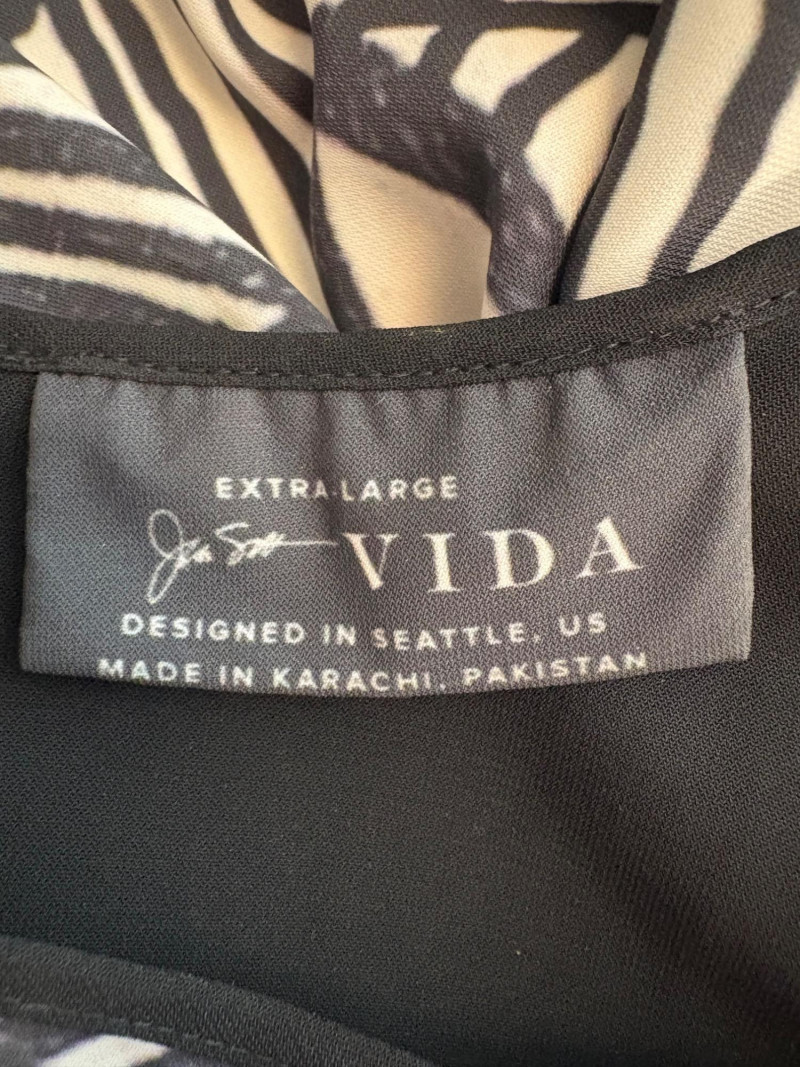 EXTRA-LARGE
VIDA
DESIGNED IN SEATTLE, US
MADE IN KARACHI, PAKISTAN